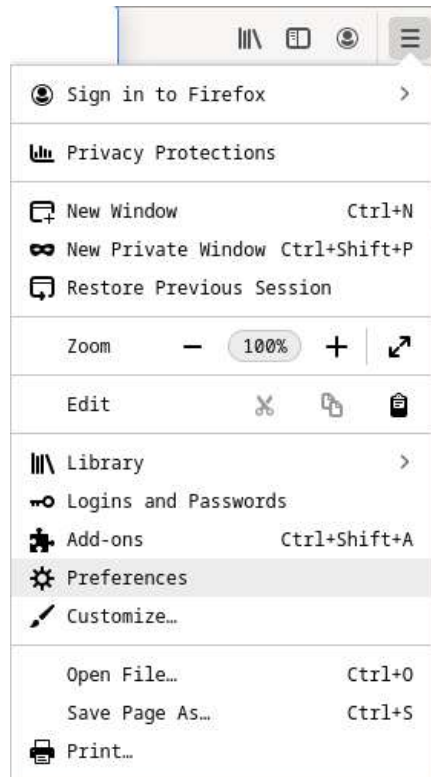 Sign in to Firefox
Privacy Protections
New Window Ctrl+N
New Private Window Ctrl+Shift+P
Restore Previous Session
Zoom 100%
Edit
Library
Logins and Passwords
Add-ons Ctrl+Shift+A
Preferences
Customize…
Open File… Ctrl+O
Save Page As… Ctrl+S
Print…